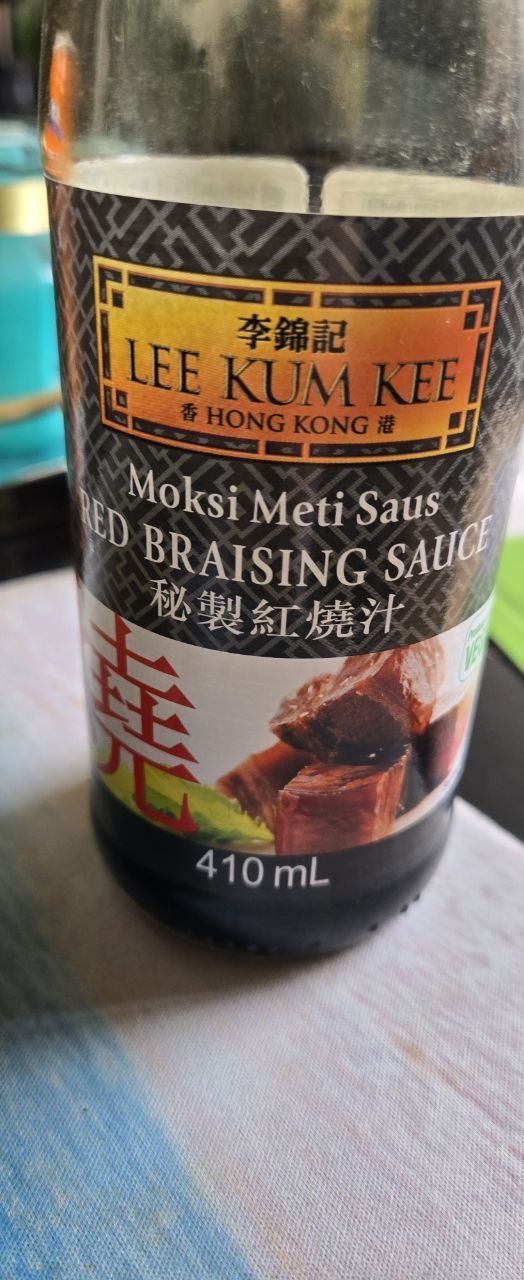 李錦記
LEE KUM KEE
香 HONG KONG 港
Moksi Meti Saus
RED BRAISING SAUCE
秘製紅燒汁
燒
410 mL